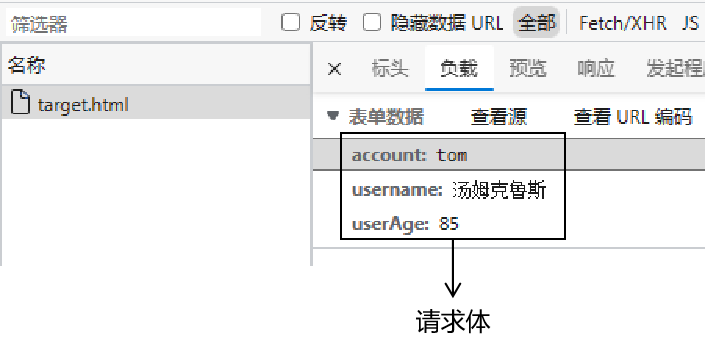 筛选器 反转 隐藏数据 URL 全部 Fetch/XHR JS
名称
× 标头 负载 预览 响应 发起程
target.html
▼ 表单数据 查看源 查看 URL 编码
account: tom
username: 汤姆克鲁斯
userAge: 85
请求体